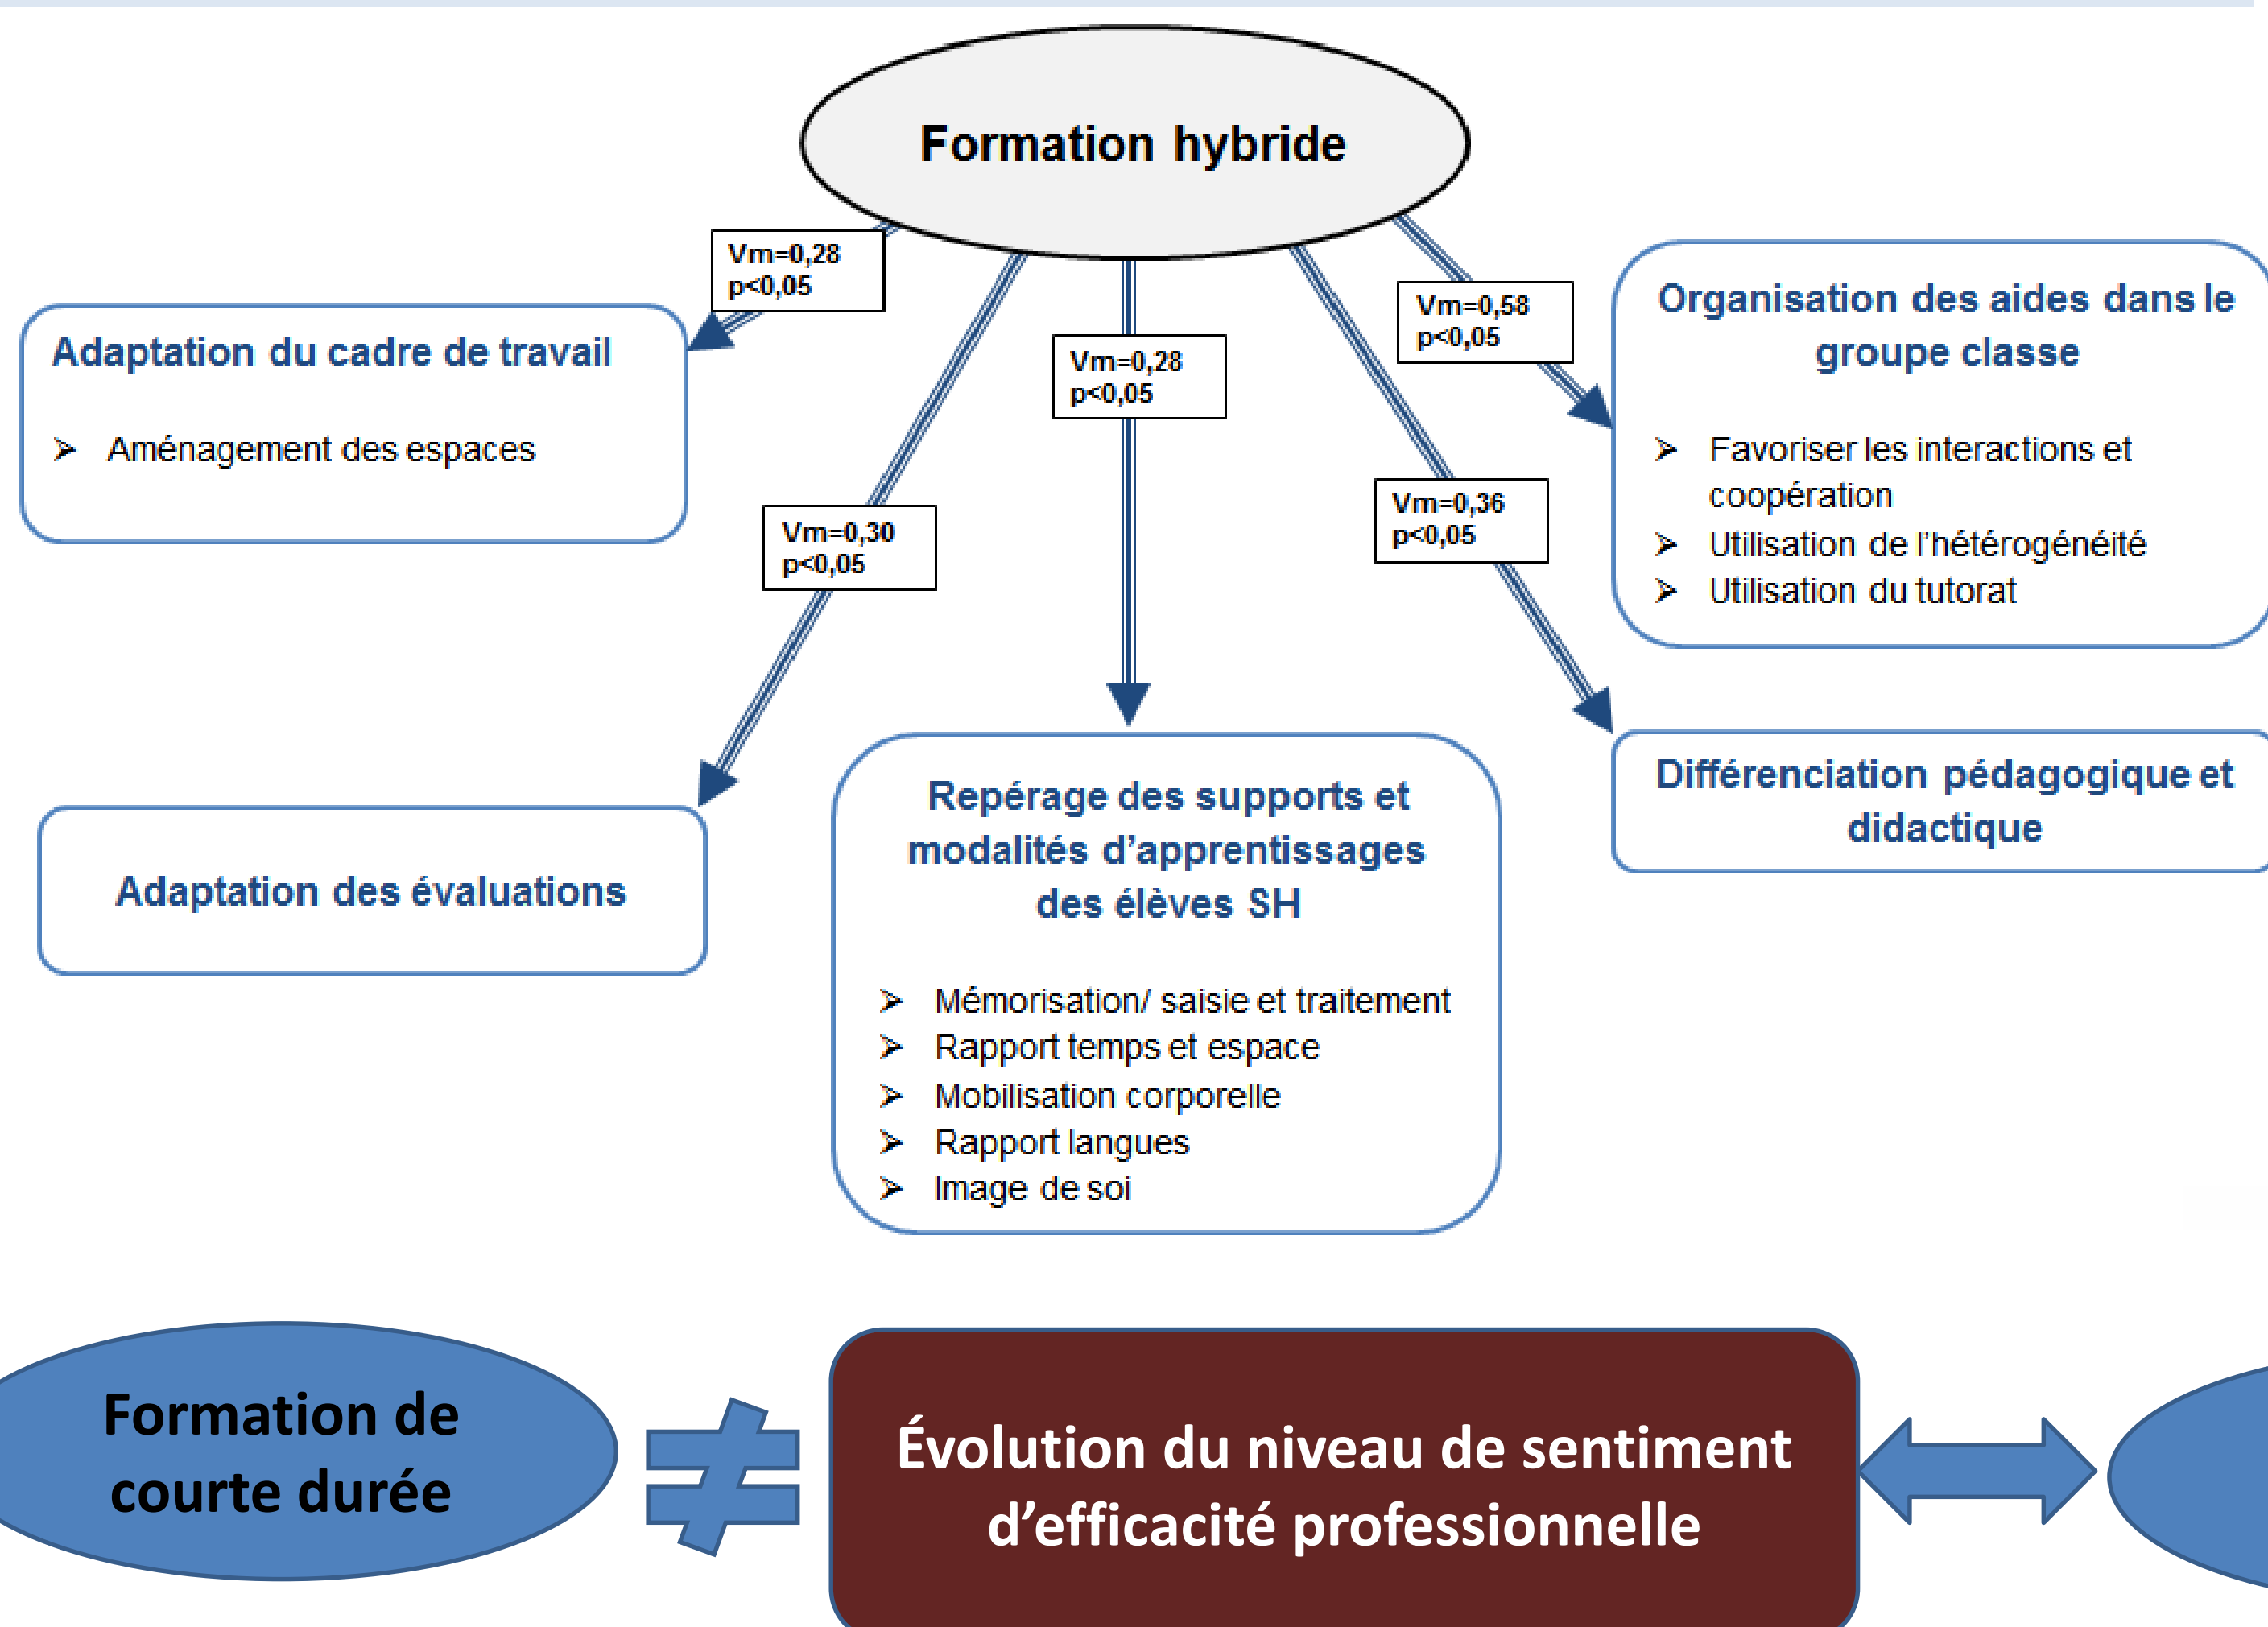 Formation hybride
Vm=0,28
p<0,05
Vm=0,30
p<0,05
Vm=0,28
p<0,05
Vm=0,36
p<0,05
Vm=0,58
p<0,05
Adaptation du cadre de travail
➢ Aménagement des espaces
Organisation des aides dans le
groupe classe
➢ Favoriser les interactions et
coopération
➢ Utilisation de l'hétérogénéité
➢ Utilisation du tutorat
Adaptation des évaluations
Repérage des supports et
modalités d'apprentissages
des élèves SH
➢ Mémorisation/ saisie et traitement
➢ Rapport temps et espace
➢ Mobilisation corporelle
➢ Rapport langues
➢ Image de soi
Différenciation pédagogique et
didactique
Formation de
courte durée
≠
Évolution du niveau de sentiment
d'efficacité professionnelle